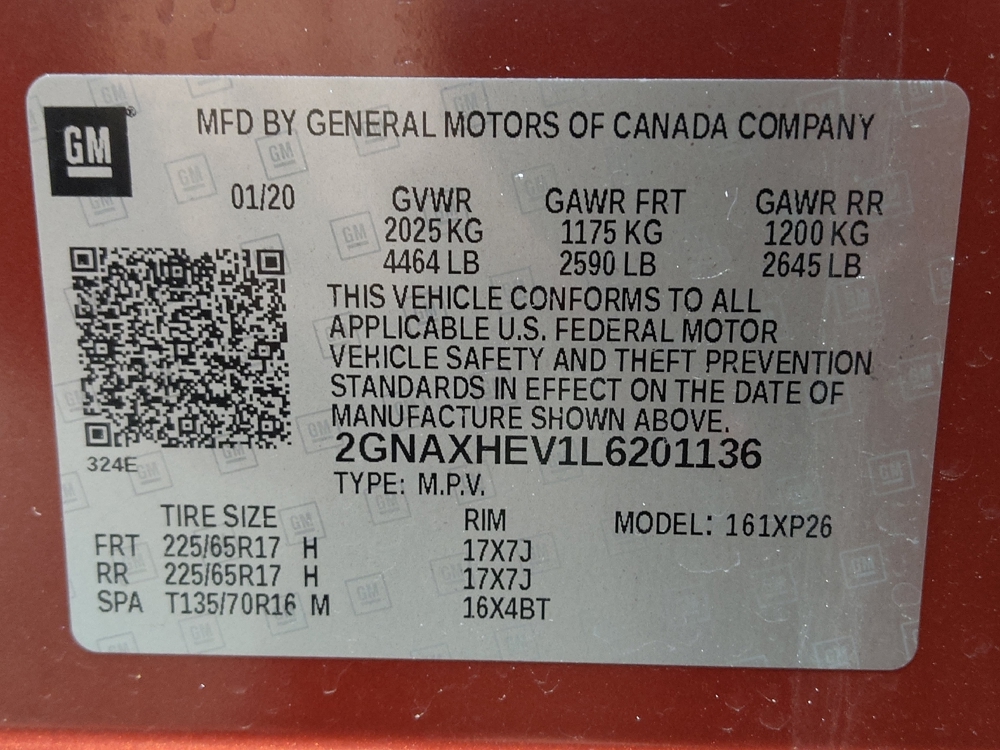 GM
MFD BY GENERAL MOTORS OF CANADA COMPANY
01/20 GVWR GAWR FRT GAWR RR
2025 KG 1175 KG 1200 KG
4464 LB 2590 LB 2645 LB
THIS VEHICLE CONFORMS TO ALL
APPLICABLE U.S. FEDERAL MOTOR
VEHICLE SAFETY AND THEFT PREVENTION
STANDARDS IN EFFECT ON THE DATE OF
MANUFACTURE SHOWN ABOVE.
2GNAXHEV1L6201136
324E
TYPE: M.P.V.
TIRE SIZE RIM MODEL: 161XP26
FRT 225/65R17 H 17X7J
RR 225/65R17 H 17X7J
SPA T135/70R16 M 16X4BT